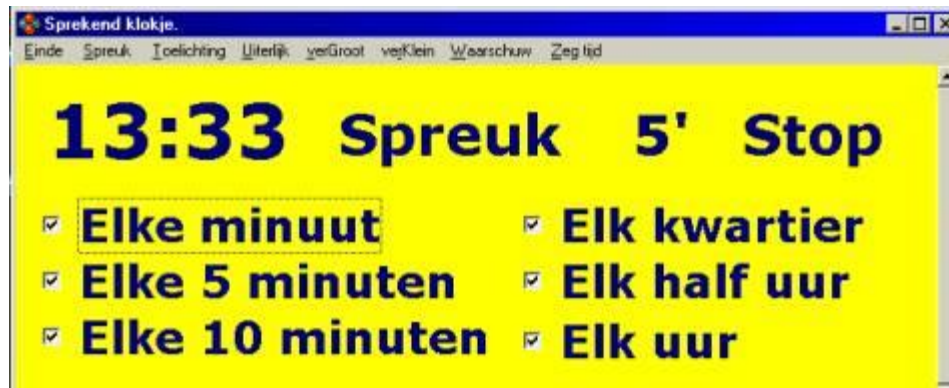 Sprekend klokje.
Einde Spreuk Toelichting Uiterlijk verGroot verKlein Waarschuw Zeg tijd
13:33 Spreuk 5' Stop
Elke minuut Elk kwartier
Elke 5 minuten Elk half uur
Elke 10 minuten Elk uur